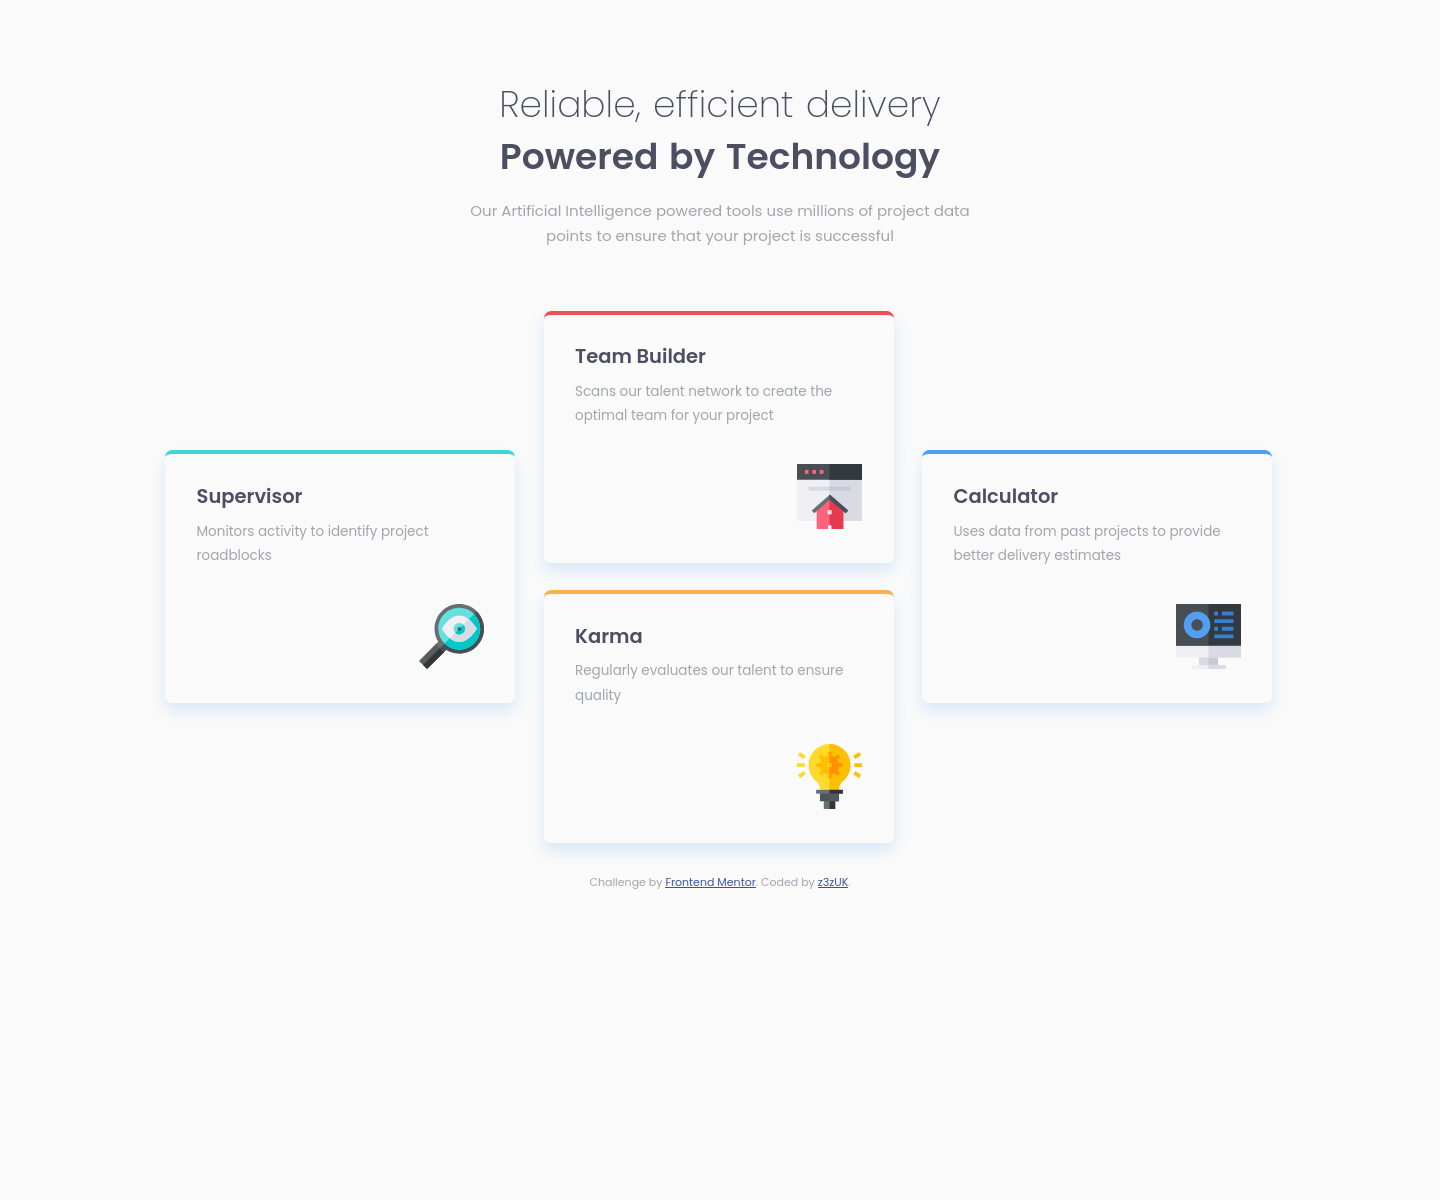 Reliable, efficient delivery
Powered by Technology
Our Artificial Intelligence powered tools use millions of project data
points to ensure that your project is successful
Supervisor
Monitors activity to identify project
roadblocks
Team Builder
Scans our talent network to create the
optimal team for your project
Karma
Regularly evaluates our talent to ensure
quality
Calculator
Uses data from past projects to provide
better delivery estimates
Challenge by Frontend Mentor. Coded by z3zUK.